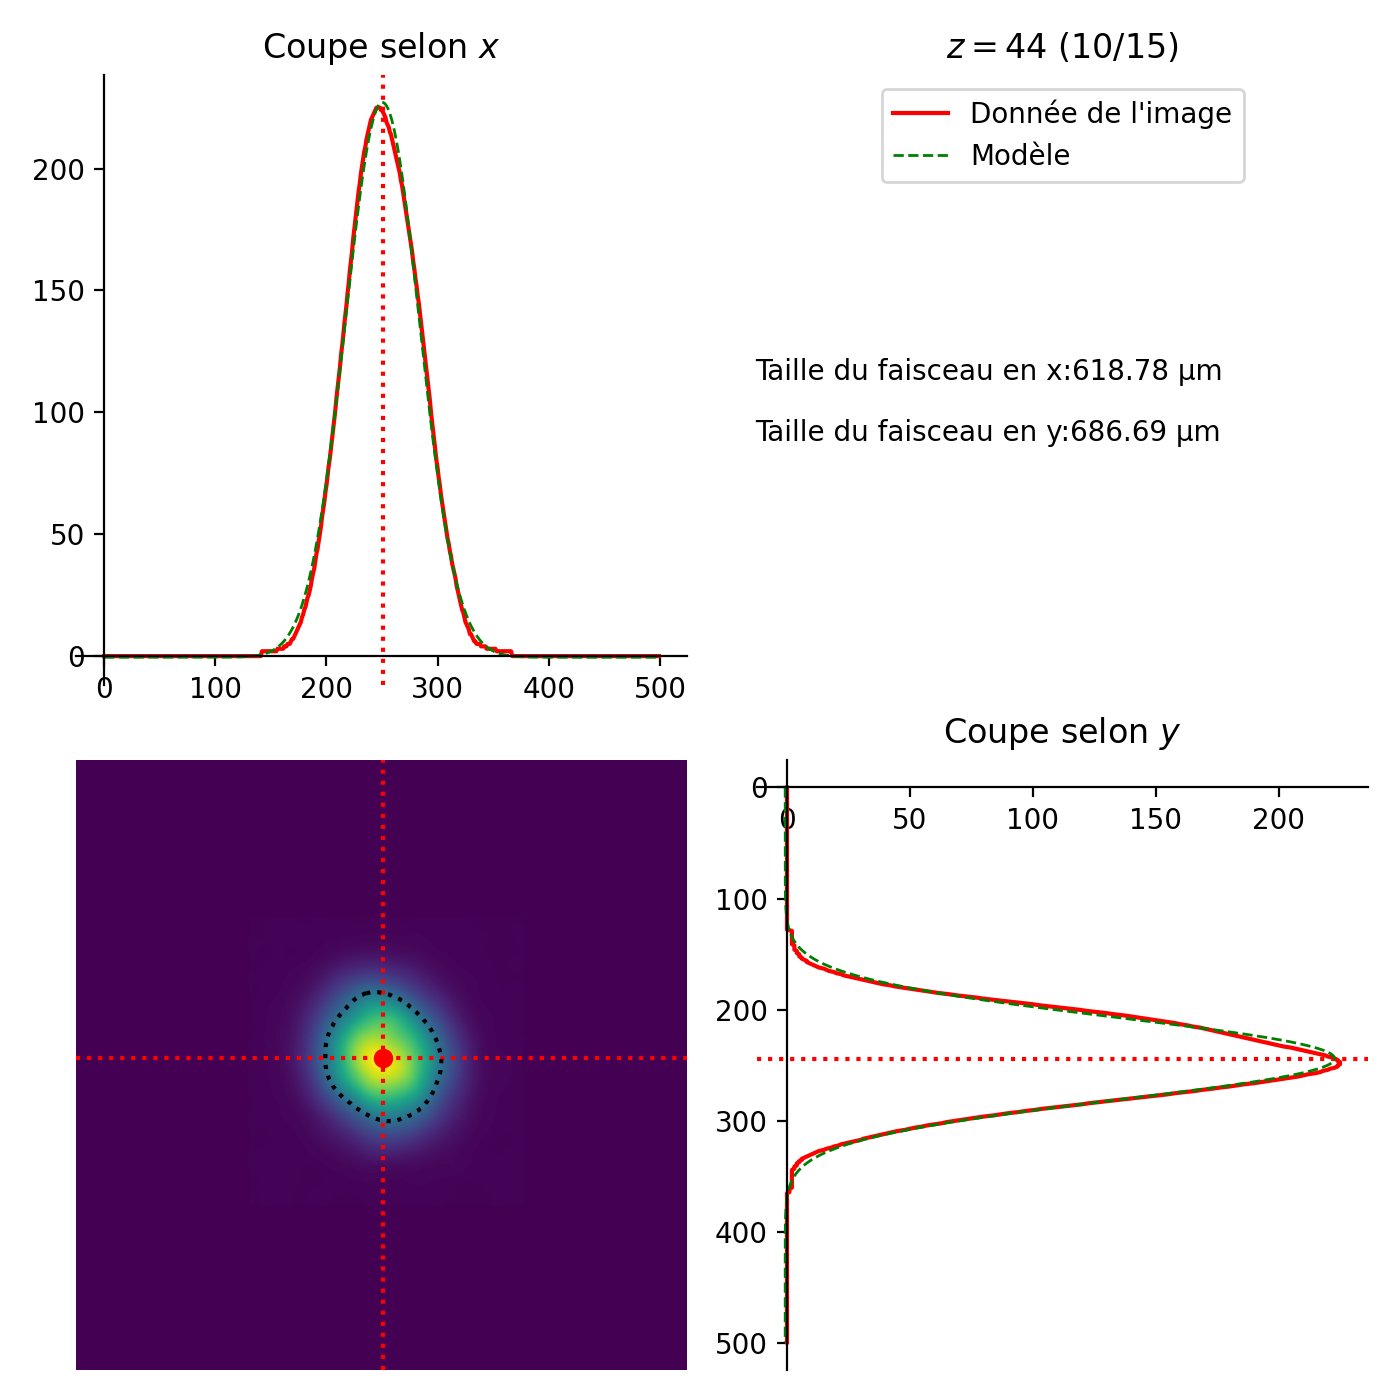 Coupe selon x
200
150
100
50
0
0 100 200 300 400 500
z = 44 (10/15)
Donnée de l'image
Modèle
Taille du faisceau en x:618.78 µm
Taille du faisceau en y:686.69 µm
Coupe selon y
0
0 50 100 150 200
100
200
300
400
500